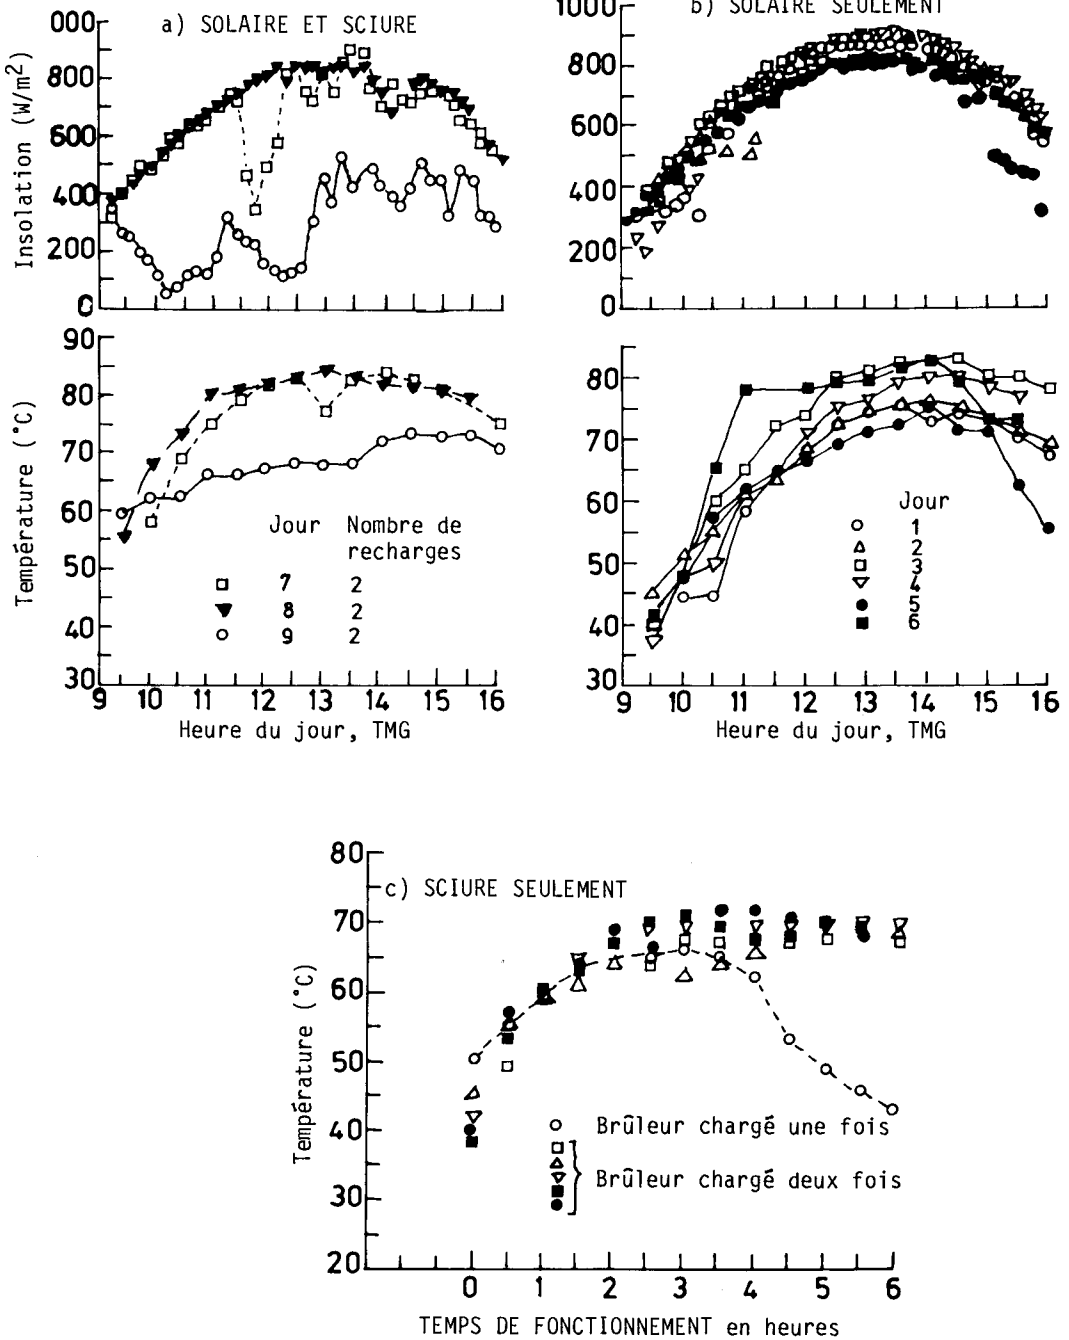 a) SOLAIRE ET SCIURE
Insolation (W/m²)
000
800
600
400
200
0
b) SOLAIRE SEULEMENT
1000
800
600
400
200
0
Température (°C)
90
80
70
60
50
40
30
Jour Nombre de
recharges
7 2
8 2
9 2
9 10 11 12 13 14 15 16
Heure du jour, TMG
80
70
60
50
40
30
Jour
1
2
3
4
5
6
9 10 11 12 13 14 15 16
Heure du jour, TMG
c) SCIURE SEULEMENT
Température (°C)
80
70
60
50
40
30
20
Brûleur chargé une fois
Brûleur chargé deux fois
0 1 2 3 4 5 6
TEMPS DE FONCTIONNEMENT en heures